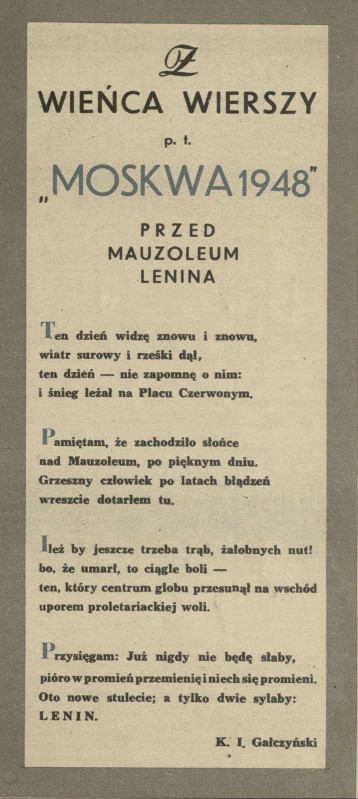 Z
WIEŃCA WIERSZY
p. t.
„MOSKWA 1948”
PRZED
MAUZOLEUM
LENINA
Ten dzień widzę znowu i znowu,
wiatr surowy i rześki dął,
ten dzień — nie zapomnę o nim:
i śnieg leżał na Placu Czerwonym.
Pamiętam, że zachodziło słońce
nad Mauzoleum, po pięknym dniu.
Grzeszny człowiek po latach błądzeń
wreszcie dotarłem tu.
Ileż by jeszcze trzeba trąb, żałobnych nut!
bo, że umarł, to ciągle boli —
ten, który centrum globu przesunął na wschód
uporem proletariackiej woli.
Przysięgam: Już nigdy nie będę słaby,
pióro w promień przemienię i niech się promieni.
Oto nowe stulecie; a tylko dwie sylaby:
LENIN.
K. I. Gałczyński